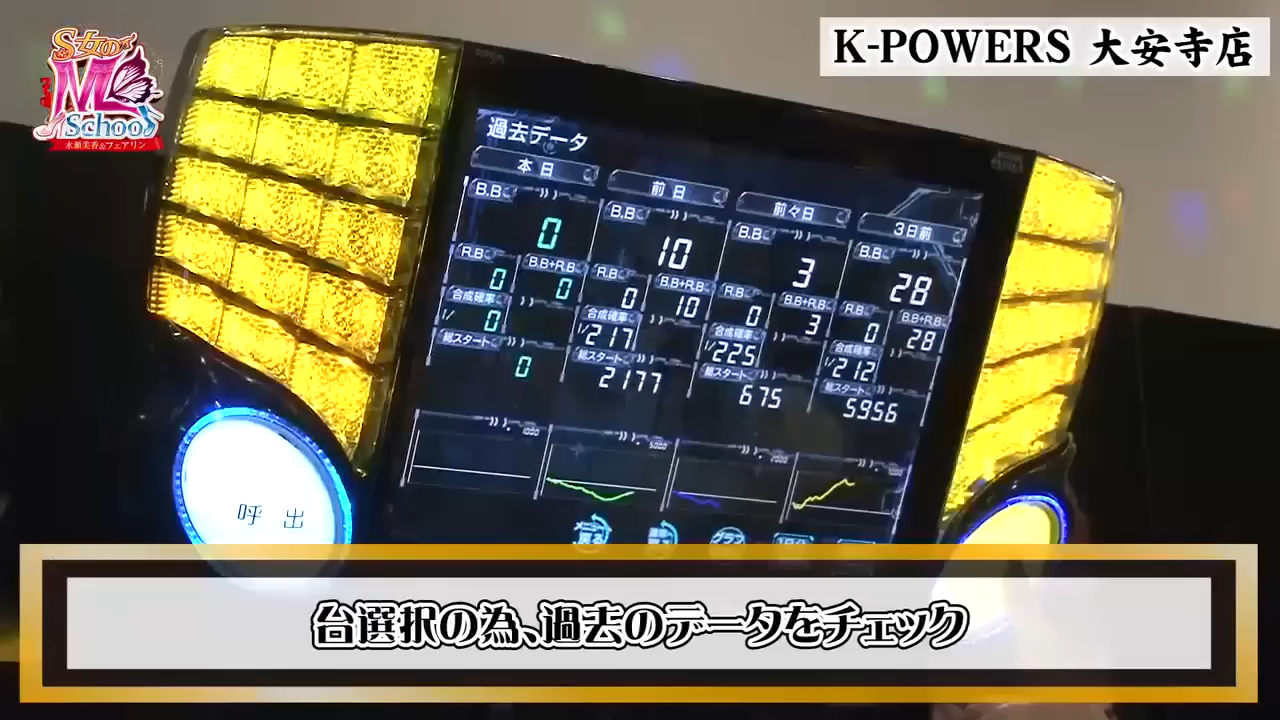 S女の
M
School
永瀬美香&フェアリン
K-POWERS 大安寺店
過去データ
本日
前日
前々日
3日前
B.B
0
B.B
10
B.B
3
B.B
28
R.B
0
B.B+R.B
0
R.B
0
B.B+R.B
10
R.B
0
B.B+R.B
3
R.B
0
B.B+R.B
28
合成確率
1/ 0
合成確率
1/217
合成確率
1/225
合成確率
1/212
総スタート
0
総スタート
2177
総スタート
675
総スタート
5956
グラフ
呼出
台選択の為、過去のデータをチェック